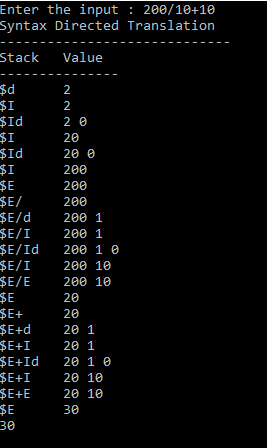 Enter the input : 200/10+10
Syntax Directed Translation
-----------------------------
Stack   Value
---------------
$d      2
$I      2
$Id     2 0
$I      20
$Id     20 0
$I      200
$E      200
$E/     200
$E/d    200 1
$E/I    200 1
$E/Id   200 1 0
$E/I    200 10
$E/E    200 10
$E      20
$E+     20
$E+d    20 1
$E+I    20 1
$E+Id   20 1 0
$E+I    20 10
$E+E    20 10
$E      30
30